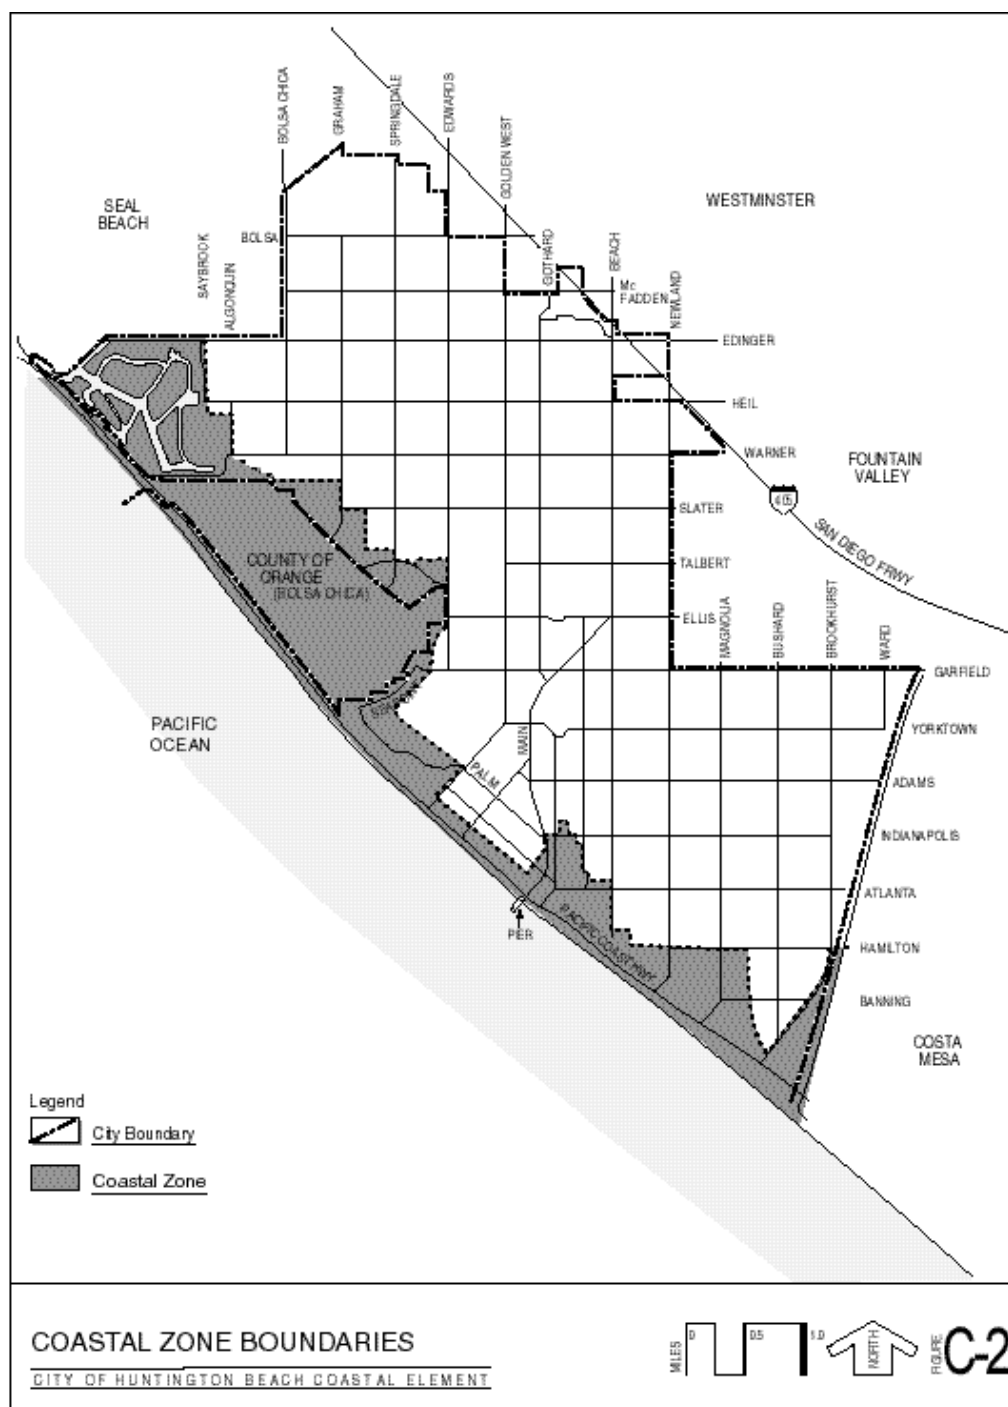 BOLSA CHICA
GRAHAM
SPRINGDALE
EDWARDS
GOLDEN WEST
WESTMINSTER
SEAL
BEACH
SAYBROOK
ALGONQUIN
BOLSA
GOTHARD
BEACH
Mc
FADDEN
NEWLAND
EDINGER
HEIL
WARNER
FOUNTAIN
VALLEY
405
SAN DIEGO FRWY
SLATER
TALBERT
COUNTY OF
ORANGE
(BOLSA CHICA)
ELLIS
MAGNOLIA
BUSHARD
BROOKHURST
WARD
GARFIELD
PACIFIC
OCEAN
MAIN
YORKTOWN
PALM
ADAMS
INDIANAPOLIS
ATLANTA
PIER
PACIFIC COAST HWY
HAMILTON
BANNING
COSTA
MESA
Legend
City Boundary
Coastal Zone
COASTAL ZONE BOUNDARIES
CITY OF HUNTINGTON BEACH COASTAL ELEMENT
MILES
0
0.5
1.0
NORTH
FIGURE
C-2